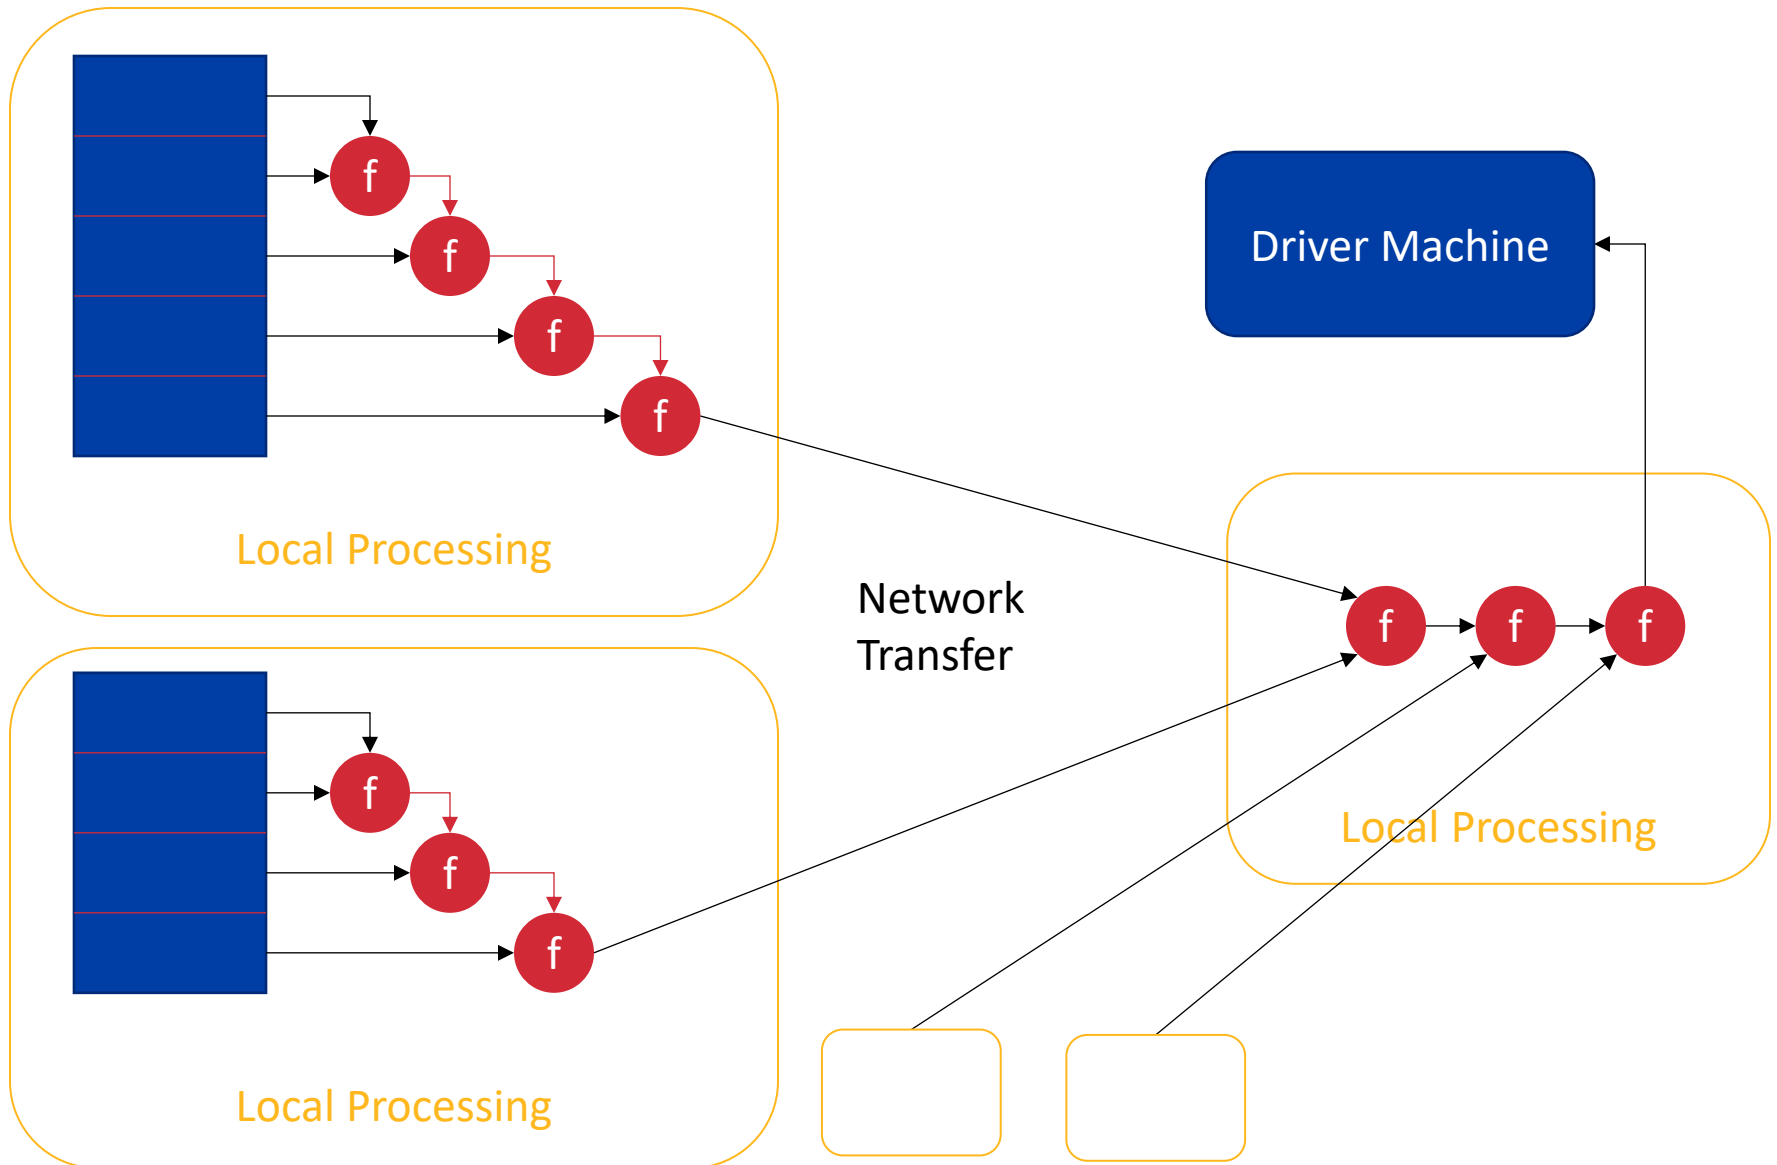 f
f
f
f
Local Processing
Driver Machine
Network
Transfer
f
f
f
Local Processing
f
f
f
Local Processing